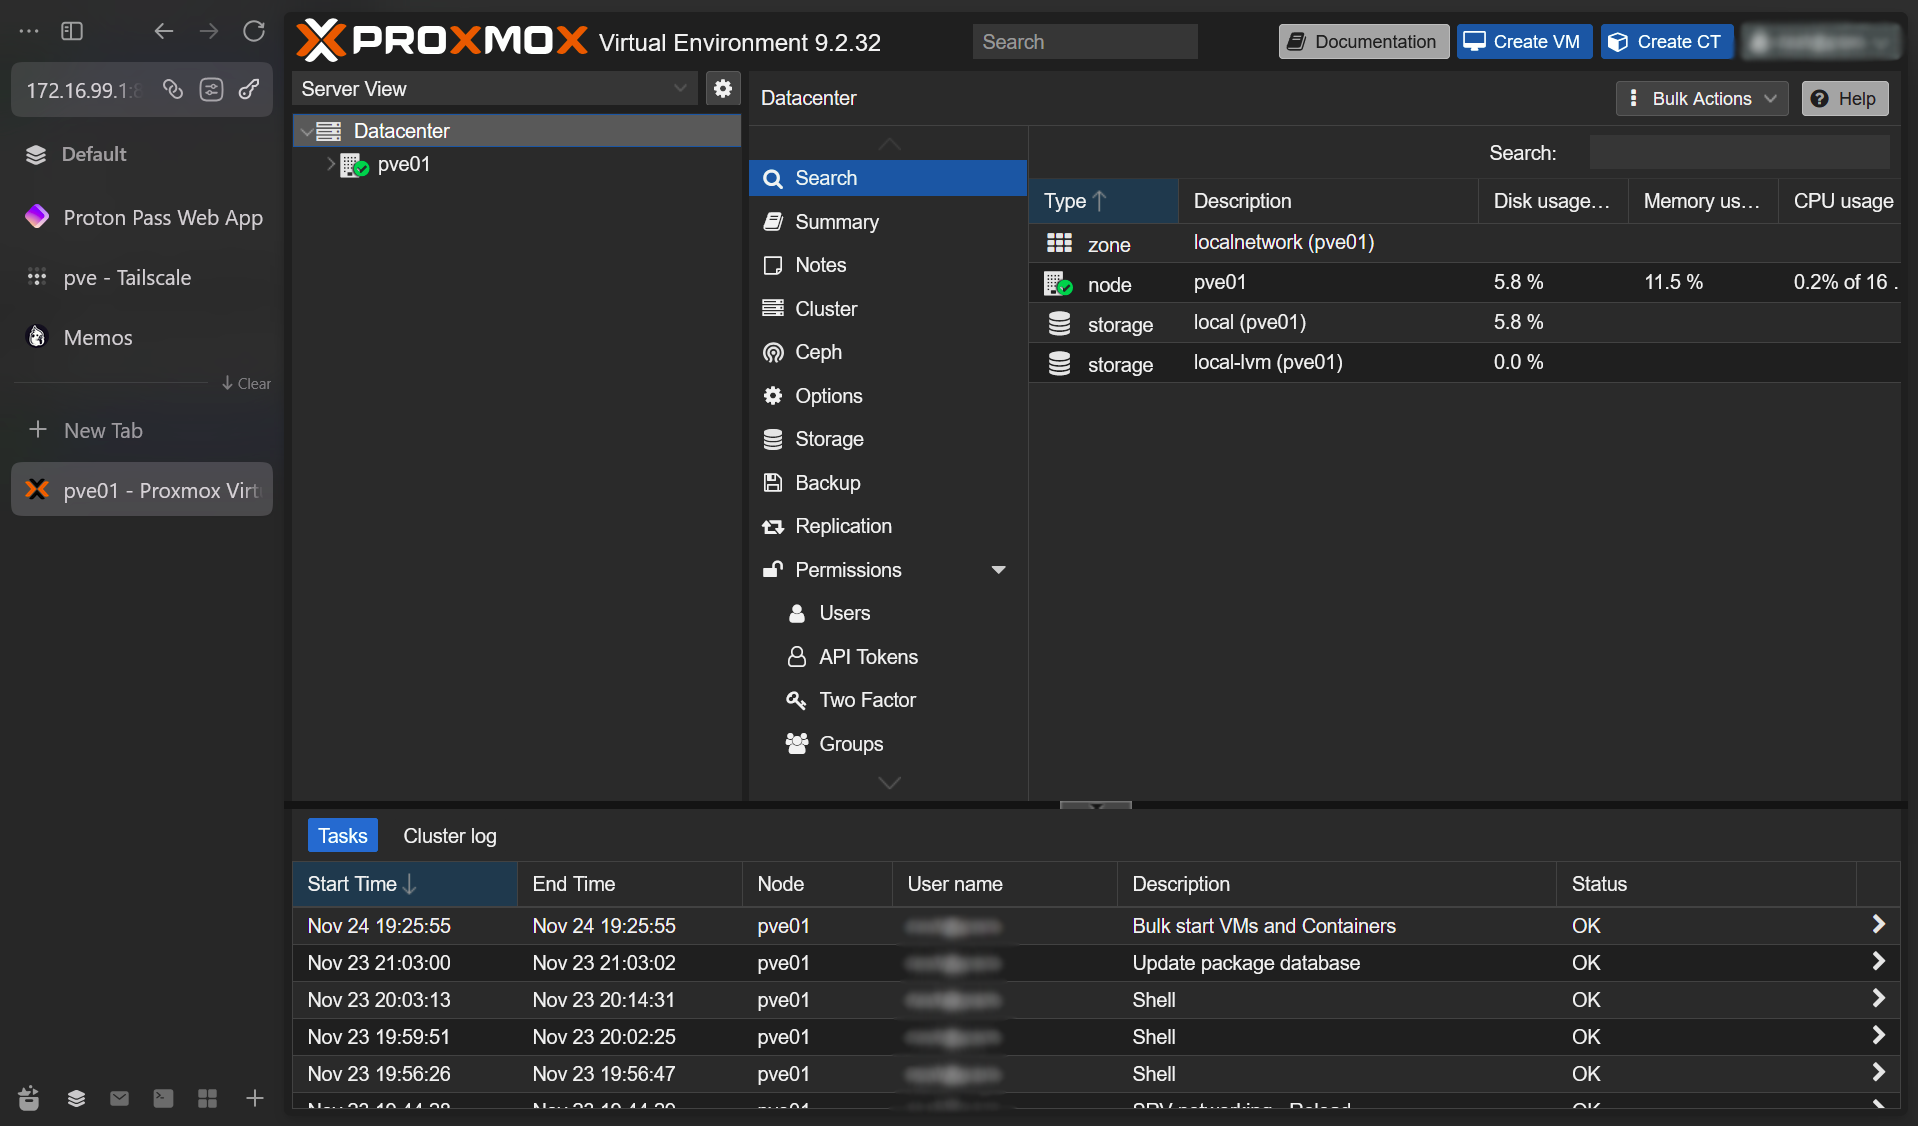 172.16.99.1:8
Default
Proton Pass Web App
pve - Tailscale
Memos
Clear
New Tab
pve01 - Proxmox Virt
PROXMOX Virtual Environment 9.2.32
Search
Documentation
Create VM
Create CT
Server View
Datacenter
pve01
Datacenter
Bulk Actions
Help
Search
Summary
Notes
Cluster
Ceph
Options
Storage
Backup
Replication
Permissions
Users
API Tokens
Two Factor
Groups
Search:
Type Description Disk usage... Memory us... CPU usage
zone localnetwork (pve01)
node pve01 5.8 % 11.5 % 0.2% of 16 .
storage local (pve01) 5.8 %
storage local-lvm (pve01) 0.0 %
Tasks Cluster log
Start Time End Time Node User name Description Status
Nov 24 19:25:55 Nov 24 19:25:55 pve01 Bulk start VMs and Containers OK
Nov 23 21:03:00 Nov 23 21:03:02 pve01 Update package database OK
Nov 23 20:03:13 Nov 23 20:14:31 pve01 Shell OK
Nov 23 19:59:51 Nov 23 20:02:25 pve01 Shell OK
Nov 23 19:56:26 Nov 23 19:56:47 pve01 Shell OK